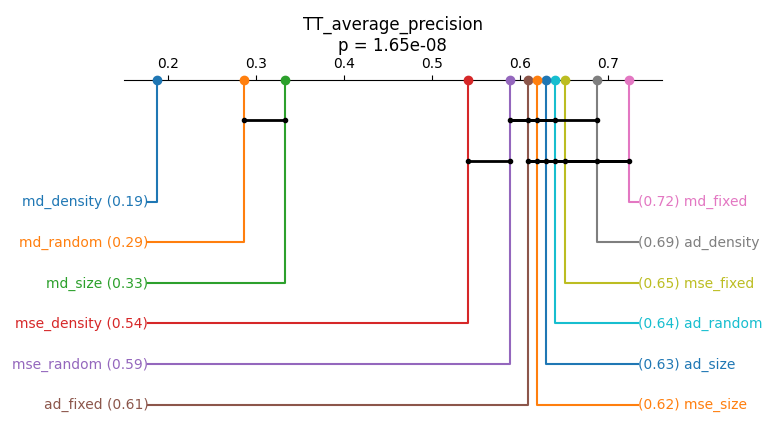 TT_average_precision
p = 1.65e-08
0.2 0.3 0.4 0.5 0.6 0.7
md_density (0.19) (0.72) md_fixed
md_random (0.29) (0.69) ad_density
md_size (0.33) (0.65) mse_fixed
mse_density (0.54) (0.64) ad_random
mse_random (0.59) (0.63) ad_size
ad_fixed (0.61) (0.62) mse_size